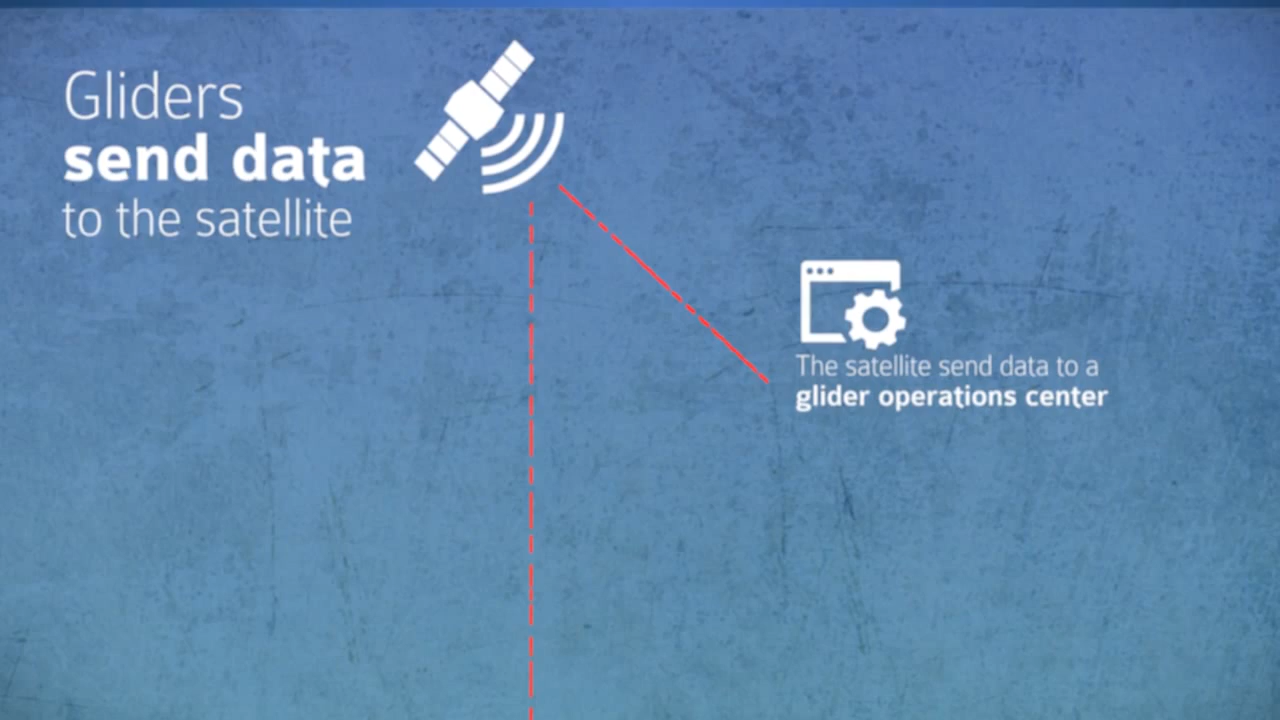 Gliders
send data
to the satellite
The satellite send data to a
glider operations center